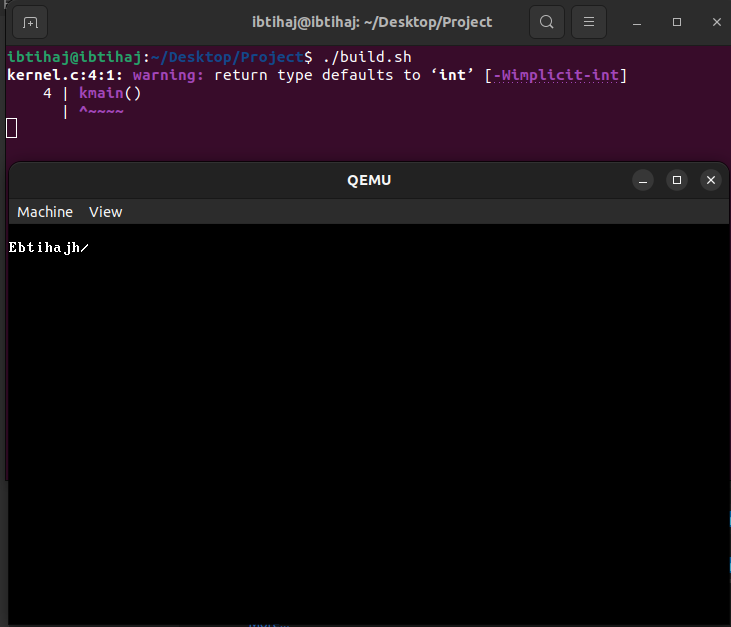 ibtihaj@ibtihaj: ~/Desktop/Project
ibtihaj@ibtihaj:~/Desktop/Project$ ./build.sh
kernel.c:4:1: warning: return type defaults to ‘int’ [-Wimplicit-int]
4 | kmain()
| ^~~~~
QEMU
Machine View
Ebtihajh/